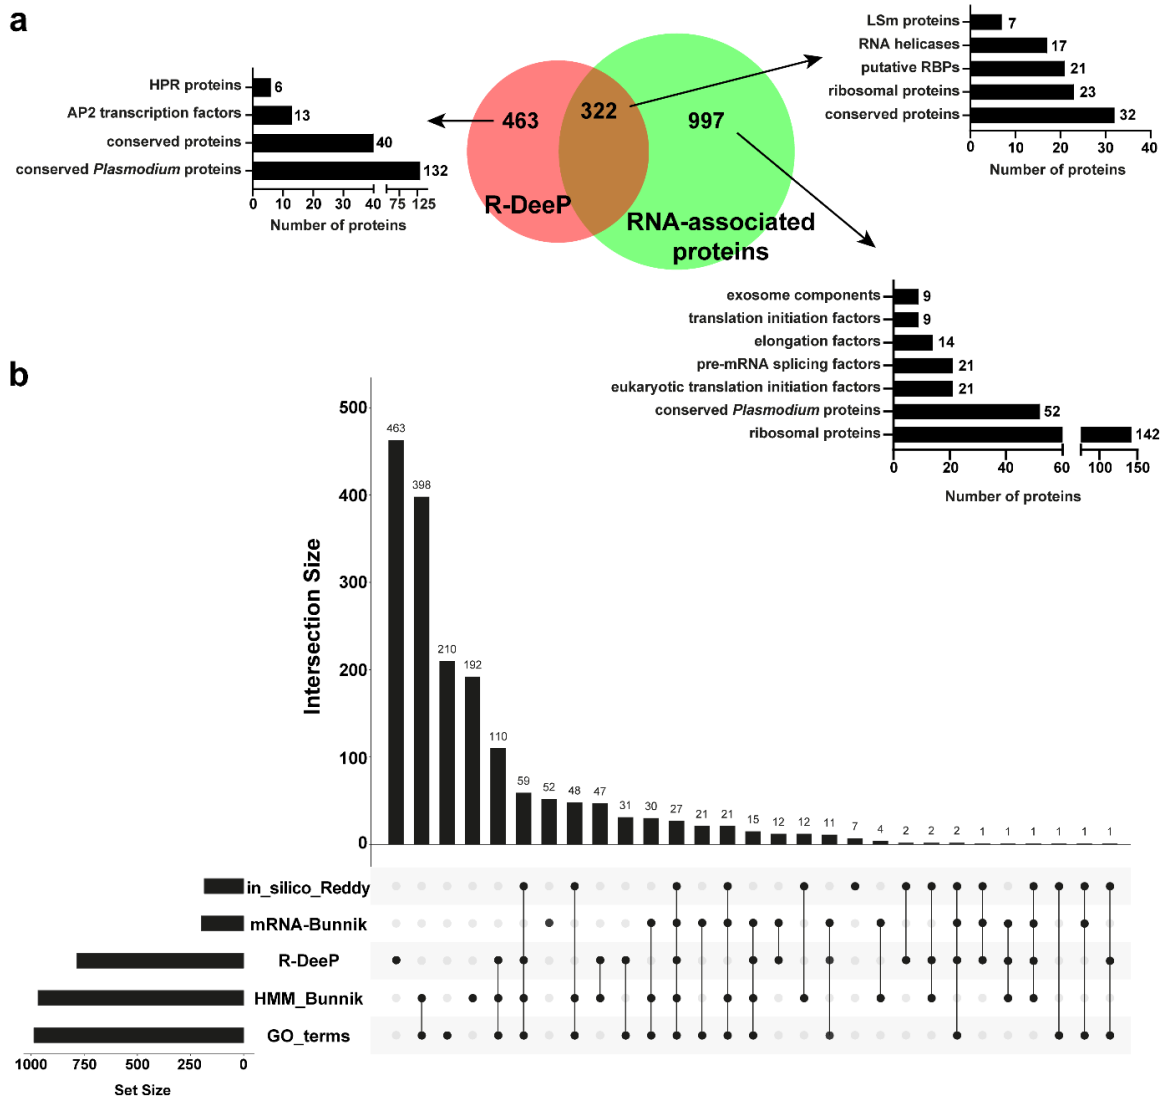 a
HPR proteins 6
AP2 transcription factors 13
conserved proteins 40
conserved Plasmodium proteins 132
0 10 20 30 40 75 125
Number of proteins
463
322
997
R-DeeP
RNA-associated
proteins
LSm proteins 7
RNA helicases 17
putative RBPs 21
ribosomal proteins 23
conserved proteins 32
0 10 20 30 40
Number of proteins
exosome components 9
translation initiation factors 9
elongation factors 14
pre-mRNA splicing factors 21
eukaryotic translation initiation factors 21
conserved Plasmodium proteins 52
ribosomal proteins 142
0 20 40 60 100 150
Number of proteins
b
Intersection Size
500
400
300
200
100
0
463 398 210 192 110 59 52 48 47 31 30 27 21 21 15 12 12 11 7 4 2 2 2 1 1 1 1 1 1
in_silico_Reddy
mRNA-Bunnik
R-DeeP
HMM_Bunnik
GO_terms
1000 750 500 250 0
Set Size